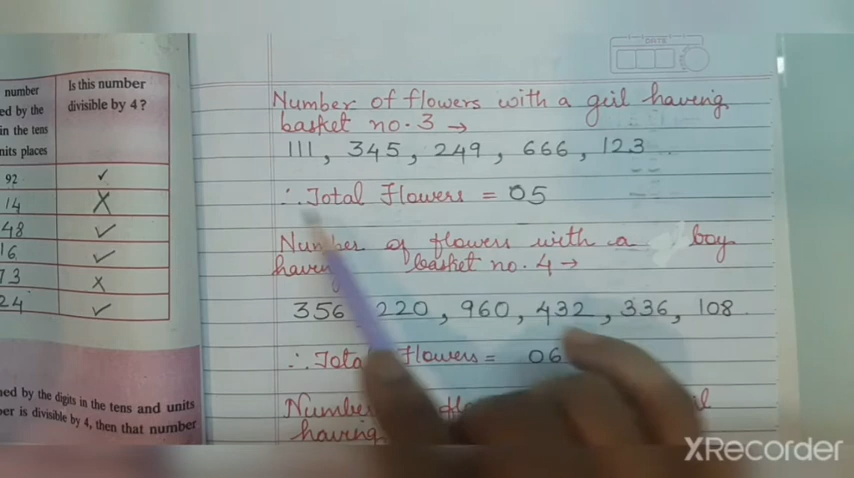 number
ed by the
in the tens
nits places
Is this number
divisible by 4 ?
92 ✓
14 X
48 ✓
16 ✓
73 X
24 ✓
ned by the digits in the tens and units
er is divisible by 4, then that number
DATE
Number of flowers with a girl having
basket no. 3 →
111, 345, 249, 666, 123
∴ Total Flowers = 05
Number of flowers with a boy
having basket no. 4 →
356 220, 960, 432, 336, 108
∴ Total Flowers = 06
Number
having
XRecorder